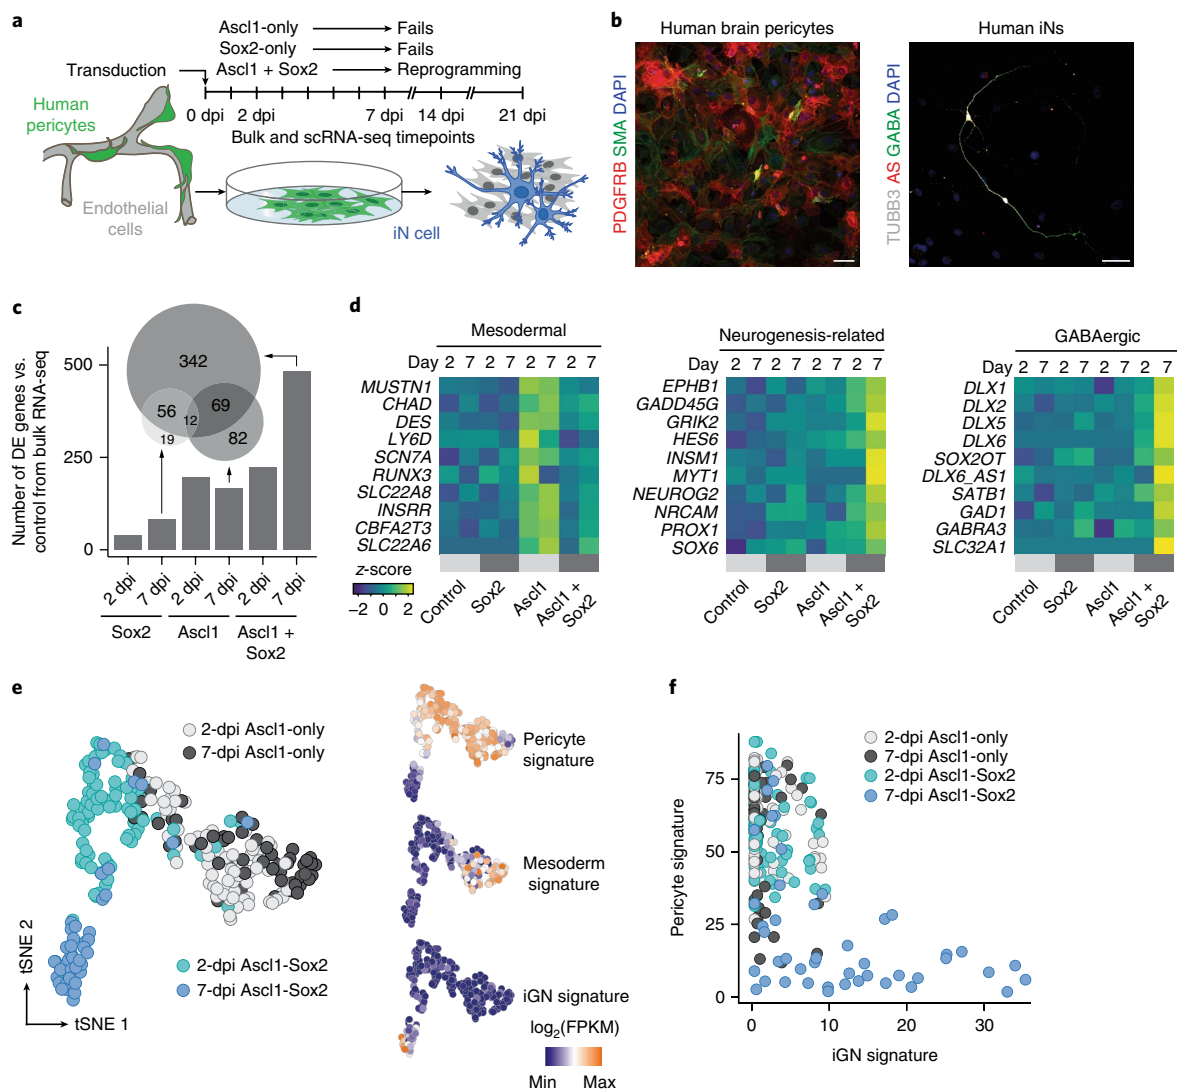 a
Ascl1-only Fails
Sox2-only Fails
Transduction Ascl1 + Sox2 Reprogramming
Human pericytes
0 dpi 2 dpi 7 dpi 14 dpi 21 dpi
Bulk and scRNA-seq timepoints
Endothelial cells
iN cell
b
Human brain pericytes
PDGFRB SMA DAPI
Human iNs
TUBB3 AS GABA DAPI
c
Number of DE genes vs.
control from bulk RNA-seq
500
250
0
342
56
12
69
19
82
2 dpi 7 dpi 2 dpi 7 dpi 2 dpi 7 dpi
Sox2 Ascl1 Ascl1 + Sox2
d
Mesodermal
Day 2 7 2 7 2 7 2 7
MUSTN1
CHAD
DES
LY6D
SCN7A
RUNX3
SLC22A8
INSRR
CBFA2T3
SLC22A6
z-score
−2 0 2
Control Sox2 Ascl1 Ascl1 + Sox2
Neurogenesis-related
Day 2 7 2 7 2 7 2 7
EPHB1
GADD45G
GRIK2
HES6
INSM1
MYT1
NEUROG2
NRCAM
PROX1
SOX6
Control Sox2 Ascl1 Ascl1 + Sox2
GABAergic
Day 2 7 2 7 2 7 2 7
DLX1
DLX2
DLX5
DLX6
SOX2OT
DLX6_AS1
SATB1
GAD1
GABRA3
SLC32A1
Control Sox2 Ascl1 Ascl1 + Sox2
e
2-dpi Ascl1-only
7-dpi Ascl1-only
2-dpi Ascl1-Sox2
7-dpi Ascl1-Sox2
tSNE 2
tSNE 1
Pericyte signature
Mesoderm signature
iGN signature
log2(FPKM)
Min Max
f
2-dpi Ascl1-only
7-dpi Ascl1-only
2-dpi Ascl1-Sox2
7-dpi Ascl1-Sox2
Pericyte signature
75
50
25
0
0 10 20 30
iGN signature